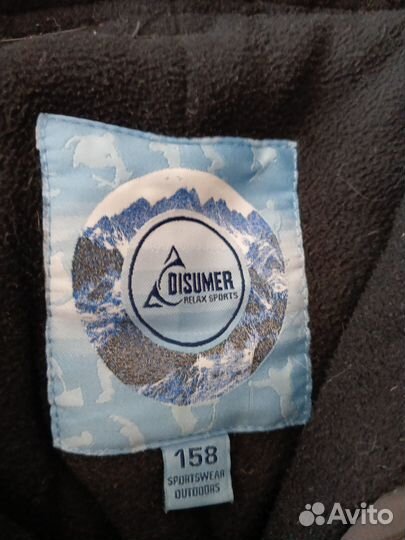 DISUMER
RELAX SPORTS
158
SPORTSWEAR
OUTDOORS
Avito